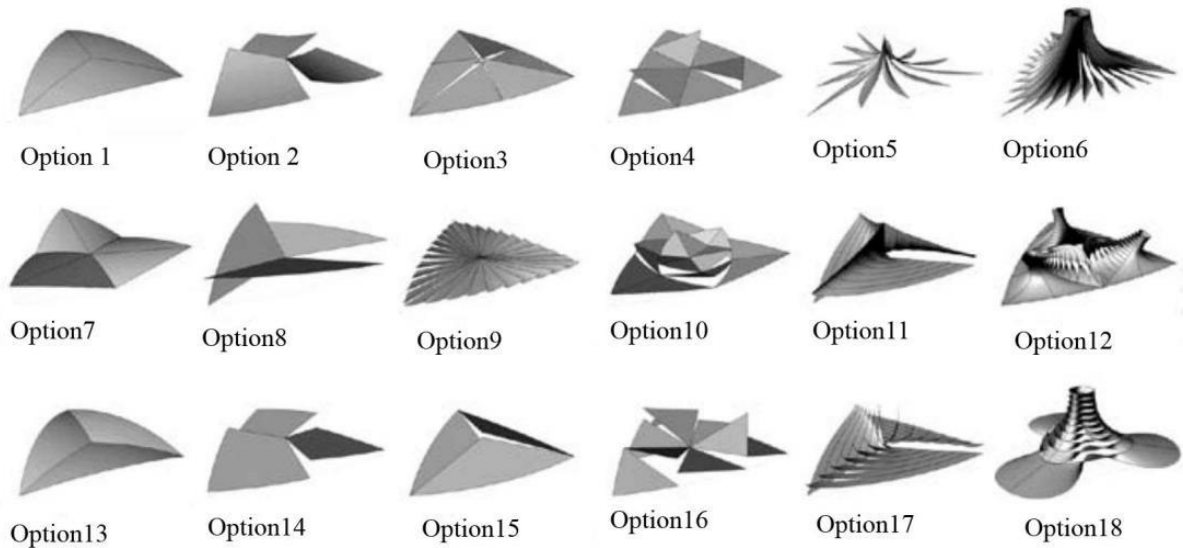 Option 1
Option 2
Option3
Option4
Option5
Option6
Option7
Option8
Option9
Option10
Option11
Option12
Option13
Option14
Option15
Option16
Option17
Option18